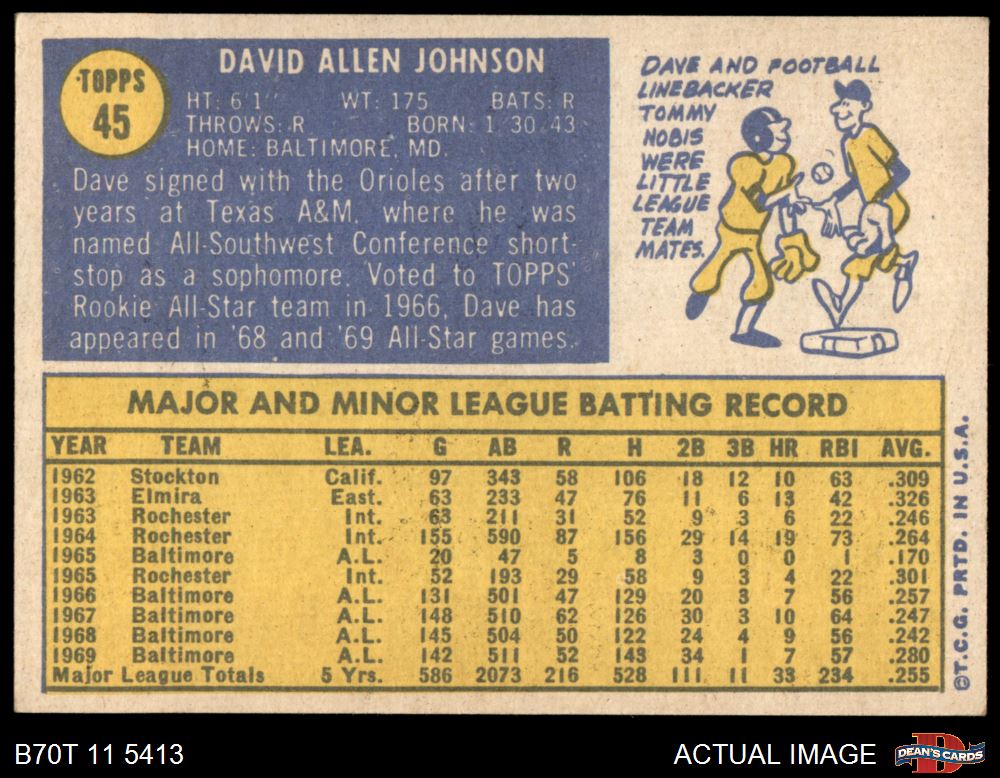 TOPPS
45
DAVID ALLEN JOHNSON
HT: 6'1" WT: 175 BATS: R
THROWS: R BORN: 1 30 43
HOME: BALTIMORE, MD.
Dave signed with the Orioles after two
years at Texas A&M, where he was
named All-Southwest Conference short-
stop as a sophomore. Voted to TOPPS'
Rookie All-Star team in 1966, Dave has
appeared in '68 and '69 All-Star games.
DAVE AND FOOTBALL
LINEBACKER
TOMMY
NOBIS
WERE
LITTLE
LEAGUE
TEAM
MATES.
MAJOR AND MINOR LEAGUE BATTING RECORD
YEAR TEAM LEA. G AB R H 2B 3B HR RBI AVG.
1962 Stockton Calif. 97 343 58 106 18 12 10 63 .309
1963 Elmira East. 63 233 47 76 11 6 13 42 .326
1963 Rochester Int. 63 211 31 52 9 3 6 22 .246
1964 Rochester Int. 155 590 87 156 29 14 19 73 .264
1965 Baltimore A.L. 20 47 5 8 3 0 0 1 .170
1965 Rochester Int. 52 193 29 58 9 3 4 22 .301
1966 Baltimore A.L. 131 501 47 129 20 3 7 56 .257
1967 Baltimore A.L. 148 510 62 126 30 3 10 64 .247
1968 Baltimore A.L. 145 504 50 122 24 4 9 56 .242
1969 Baltimore A.L. 142 511 52 143 34 1 7 57 .280
Major League Totals 5 Yrs. 586 2073 216 528 111 11 33 234 .255
©T.C.G. PRTD. IN U.S.A.
B70T 11 5413
ACTUAL IMAGE
D
DEAN'S CARDS